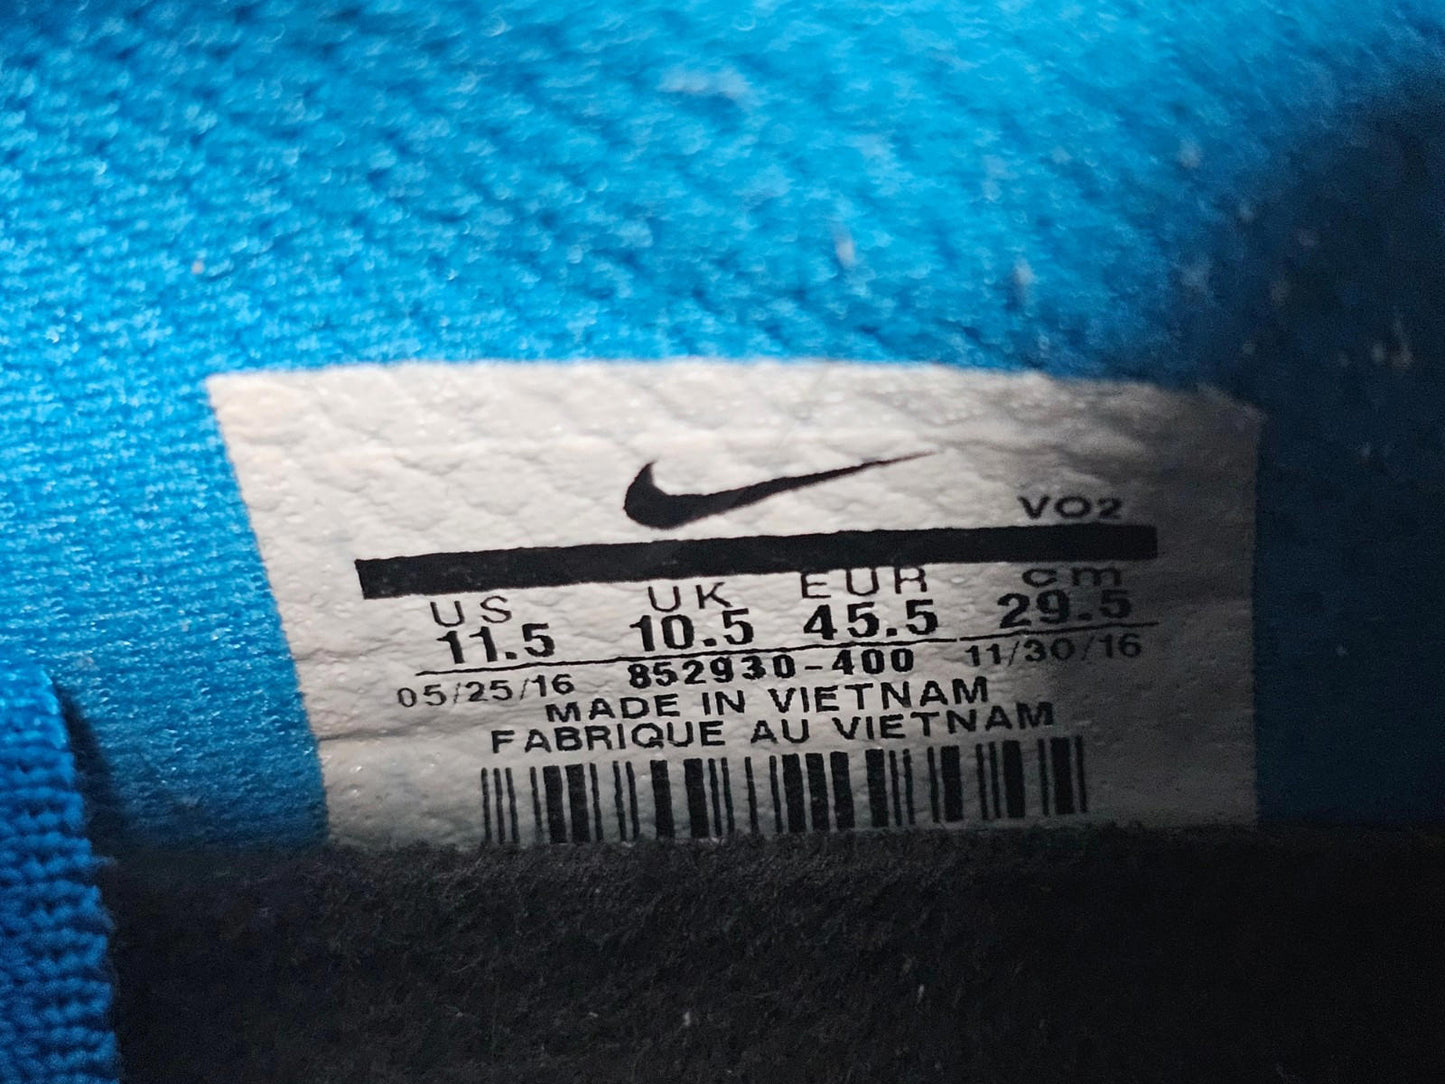 VO2
US UK EUR cm
11.5 10.5 45.5 29.5
05/25/16 852930-400 11/30/16
MADE IN VIETNAM
FABRIQUE AU VIETNAM